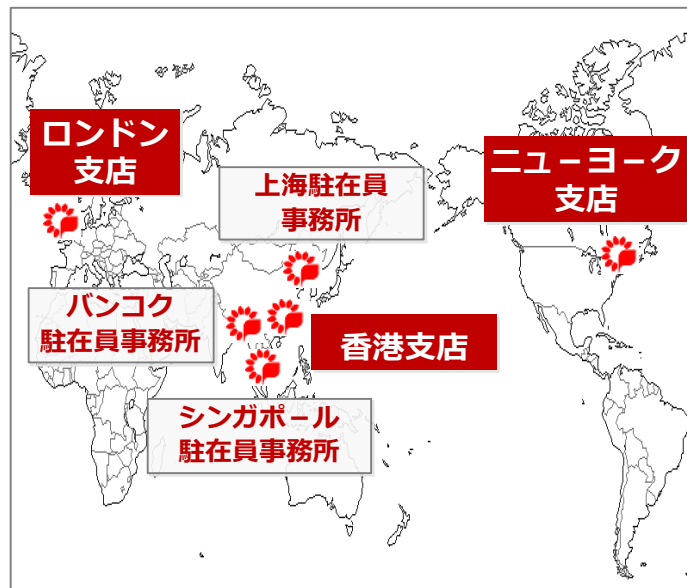 ロンドン
支店
ニューヨーク
支店
上海駐在員
事務所
バンコク
駐在員事務所
香港支店
シンガポール
駐在員事務所